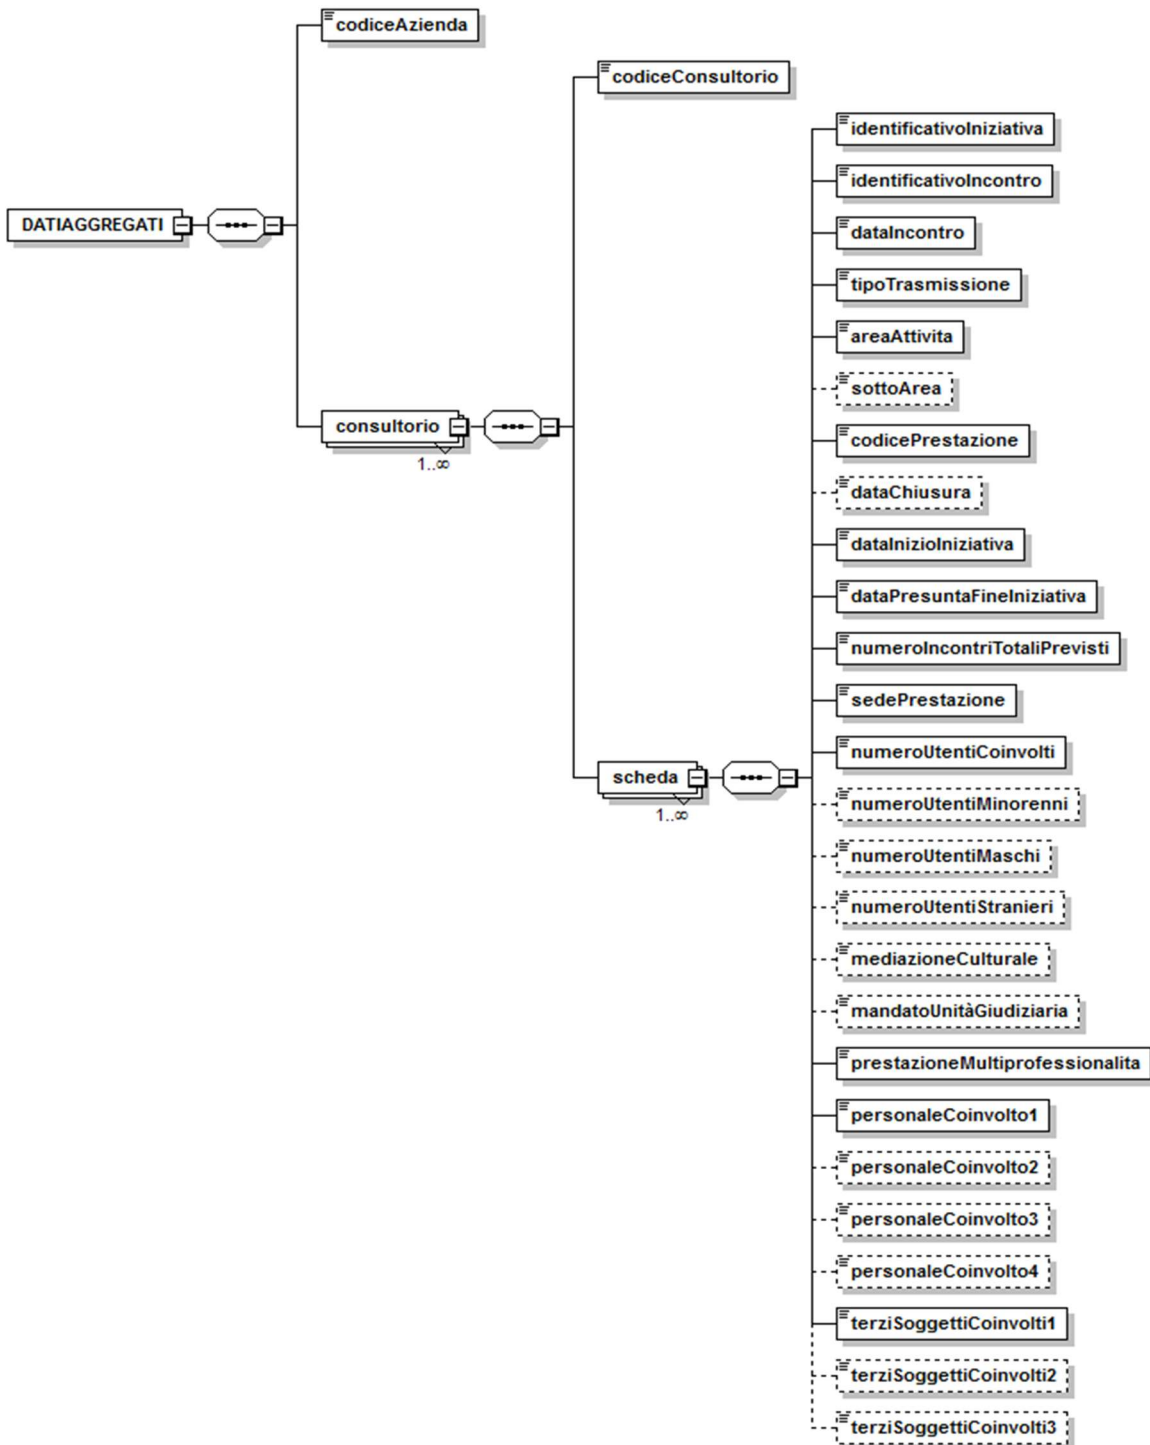 codiceAzienda
codiceConsultorio
identificativoIniziativa
identificativoIncontro
dataIncontro
DATIAGGREGATI
tipoTrasmissione
areaAttivita
sottoArea
consultorio
1..∞
codicePrestazione
dataChiusura
dataInizioIniziativa
dataPresuntaFineIniziativa
numeroIncontriTotaliPrevisti
sedePrestazione
numeroUtentiCoinvolti
scheda
1..∞
numeroUtentiMinorenni
numeroUtentiMaschi
numeroUtentiStranieri
mediazioneCulturale
mandatoUnitàGiudiziaria
prestazioneMultiprofessionalita
personaleCoinvolto1
personaleCoinvolto2
personaleCoinvolto3
personaleCoinvolto4
terziSoggettiCoinvolti1
terziSoggettiCoinvolti2
terziSoggettiCoinvolti3